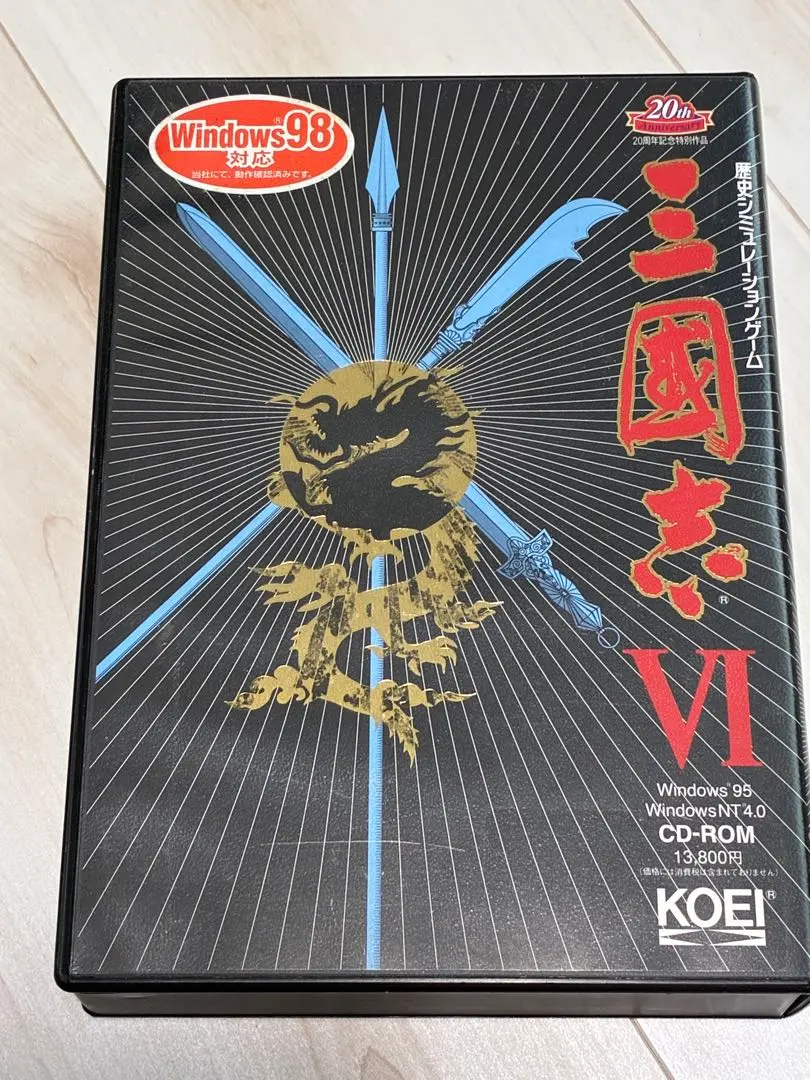 Windows®98
対応
当社にて、動作確認済みです。
20th
Anniversary
20周年記念特別作品
歴史シミュレーションゲーム
三國志®
VI
Windows®95
WindowsNT®4.0
CD-ROM
13,800円
(価格には消費税は含まれておりません)
KOEI®